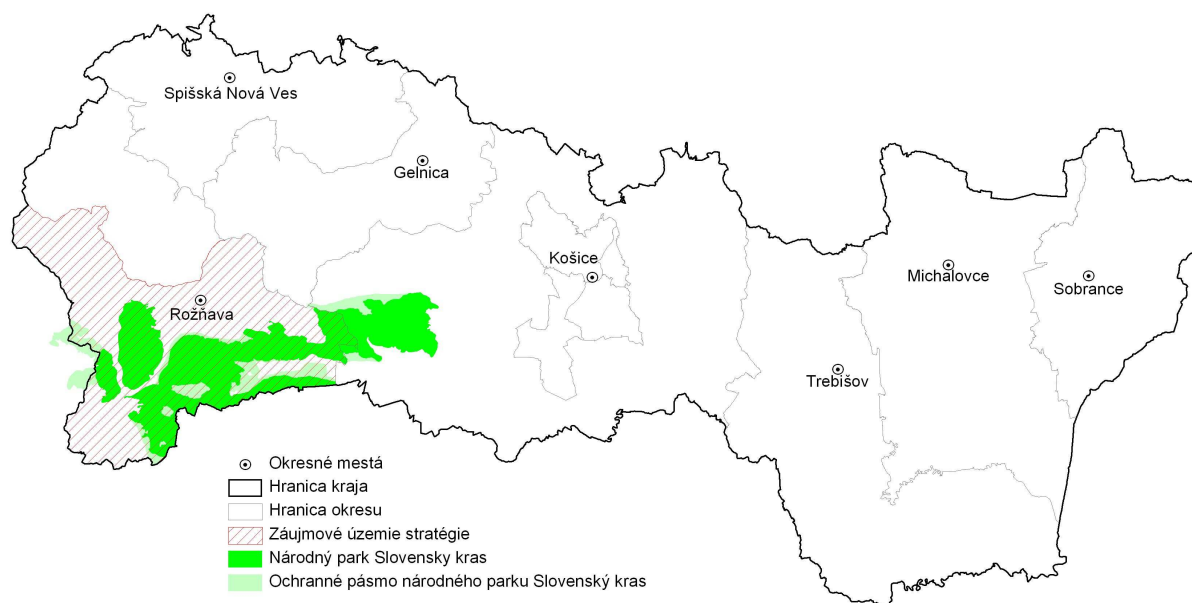 Spišská Nová Ves
Gelnica
Košice
Michalovce
Sobrance
Rožňava
Trebišov
Okresné mestá
Hranica kraja
Hranica okresu
Záujmové územie stratégie
Národný park Slovensky kras
Ochranné pásmo národného parku Slovenský kras